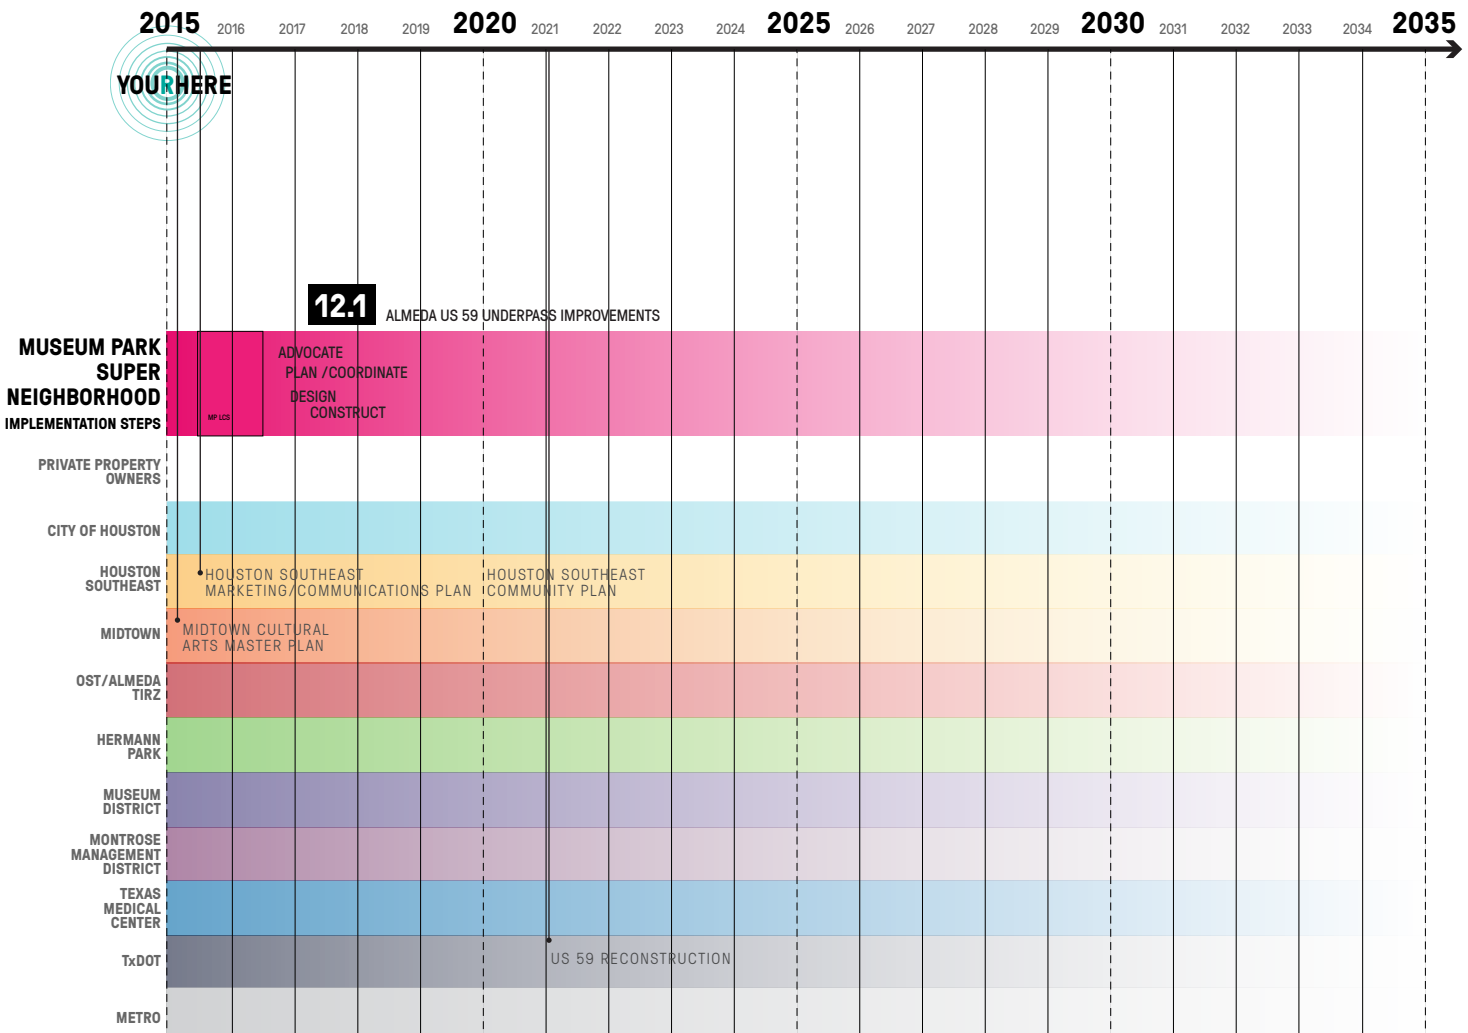 2015 2016 2017 2018 2019 2020 2021 2022 2023 2024 2025 2026 2027 2028 2029 2030 2031 2032 2033 2034 2035
YOURHERE
12.1 ALMEDA US 59 UNDERPASS IMPROVEMENTS
MUSEUM PARK
SUPER
NEIGHBORHOOD
IMPLEMENTATION STEPS
ADVOCATE
PLAN /COORDINATE
DESIGN
CONSTRUCT
MP LCS
PRIVATE PROPERTY
OWNERS
CITY OF HOUSTON
HOUSTON
SOUTHEAST
HOUSTON SOUTHEAST
MARKETING/COMMUNICATIONS PLAN
HOUSTON SOUTHEAST
COMMUNITY PLAN
MIDTOWN
MIDTOWN CULTURAL
ARTS MASTER PLAN
OST/ALMEDA
TIRZ
HERMANN
PARK
MUSEUM
DISTRICT
MONTROSE
MANAGEMENT
DISTRICT
TEXAS
MEDICAL
CENTER
TxDOT
US 59 RECONSTRUCTION
METRO